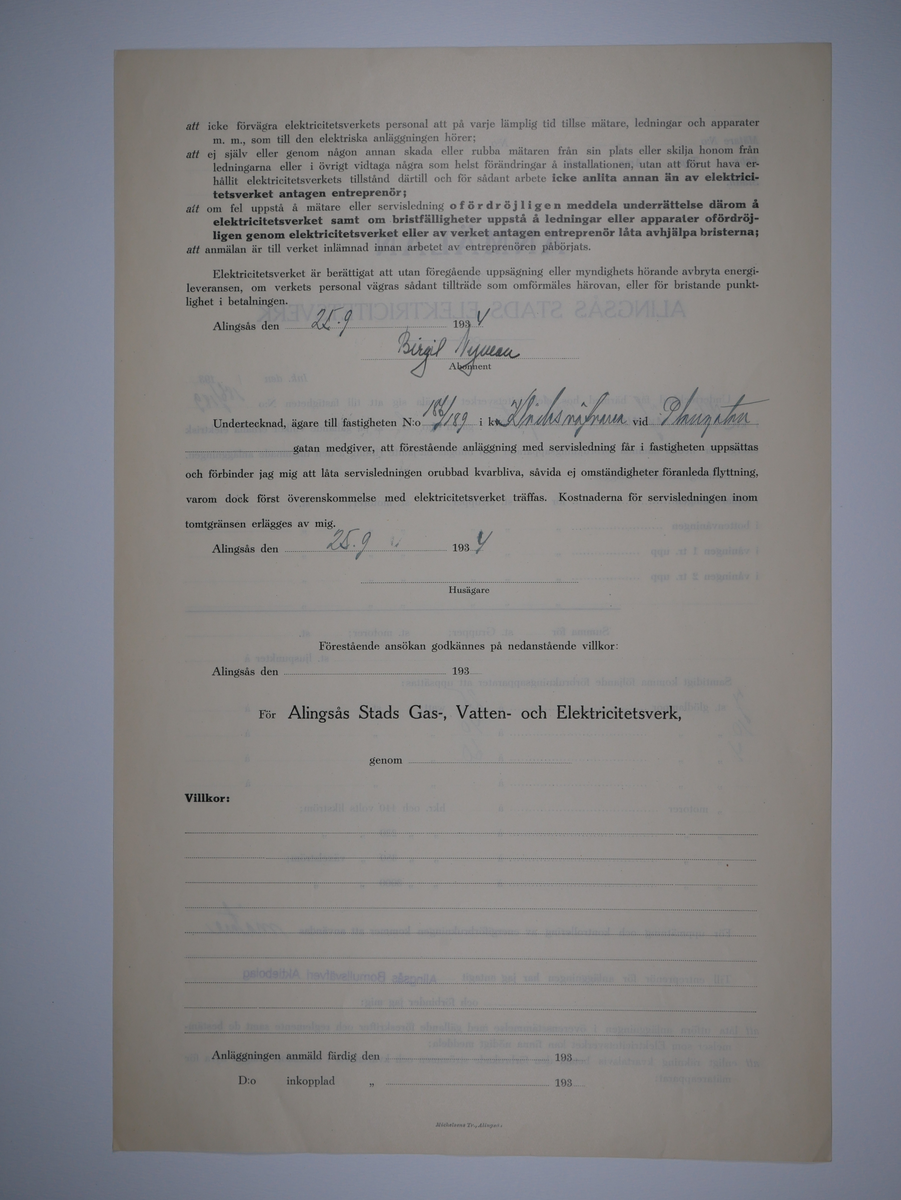 att icke förvägra elektricitetsverkets personal att på varje lämplig tid tillse mätare, ledningar och apparater
m. m., som till den elektriska anläggningen hörer;
att ej själv eller genom någon annan skada eller rubba mätaren från sin plats eller skilja honom från
ledningarna eller i övrigt vidtaga några som helst förändringar å installationen, utan att förut hava er-
hållit elektricitetsverkets tillstånd därtill och för sådant arbete icke anlita annan än av elektrici-
tetsverket antagen entreprenör;
att om fel uppstå å mätare eller servisledning ofördröjligen meddela underrättelse därom å
elektricitetsverket samt om bristfälligheter uppstå å ledningar eller apparater ofördröj-
ligen genom elektricitetsverket eller av verket antagen entreprenör låta avhjälpa bristerna;
att anmälan är till verket inlämnad innan arbetet av entreprenören påbörjats.
Elektricitetsverket är berättigat att utan föregående uppsägning eller myndighets hörande avbryta energi-
leveransen, om verkets personal vägras sådant tillträde som omförmäles härovan, eller för bristande punkt-
lighet i betalningen.
Alingsås den 25.9 1934
Birgil
Abonnent
Undertecknad, ägare till fastigheten N:o 186/189 i kv. vid Plangatan
gatan medgiver, att förestående anläggning med servisledning får i fastigheten uppsättas
och förbinder jag mig att låta servisledningen orubbad kvarbliva, såvida ej omständigheter föranleda flyttning,
varom dock först överenskommelse med elektricitetsverket träffas. Kostnaderna för servisledningen inom
tomtgränsen erlägges av mig.
Alingsås den 25.9 1934
Husägare
Förestående ansökan godkännes på nedanstående villkor:
Alingsås den 193
För Alingsås Stads Gas-, Vatten- och Elektricitetsverk,
genom
Villkor:
Anläggningen anmäld färdig den 193
D:o inkopplad „ 193